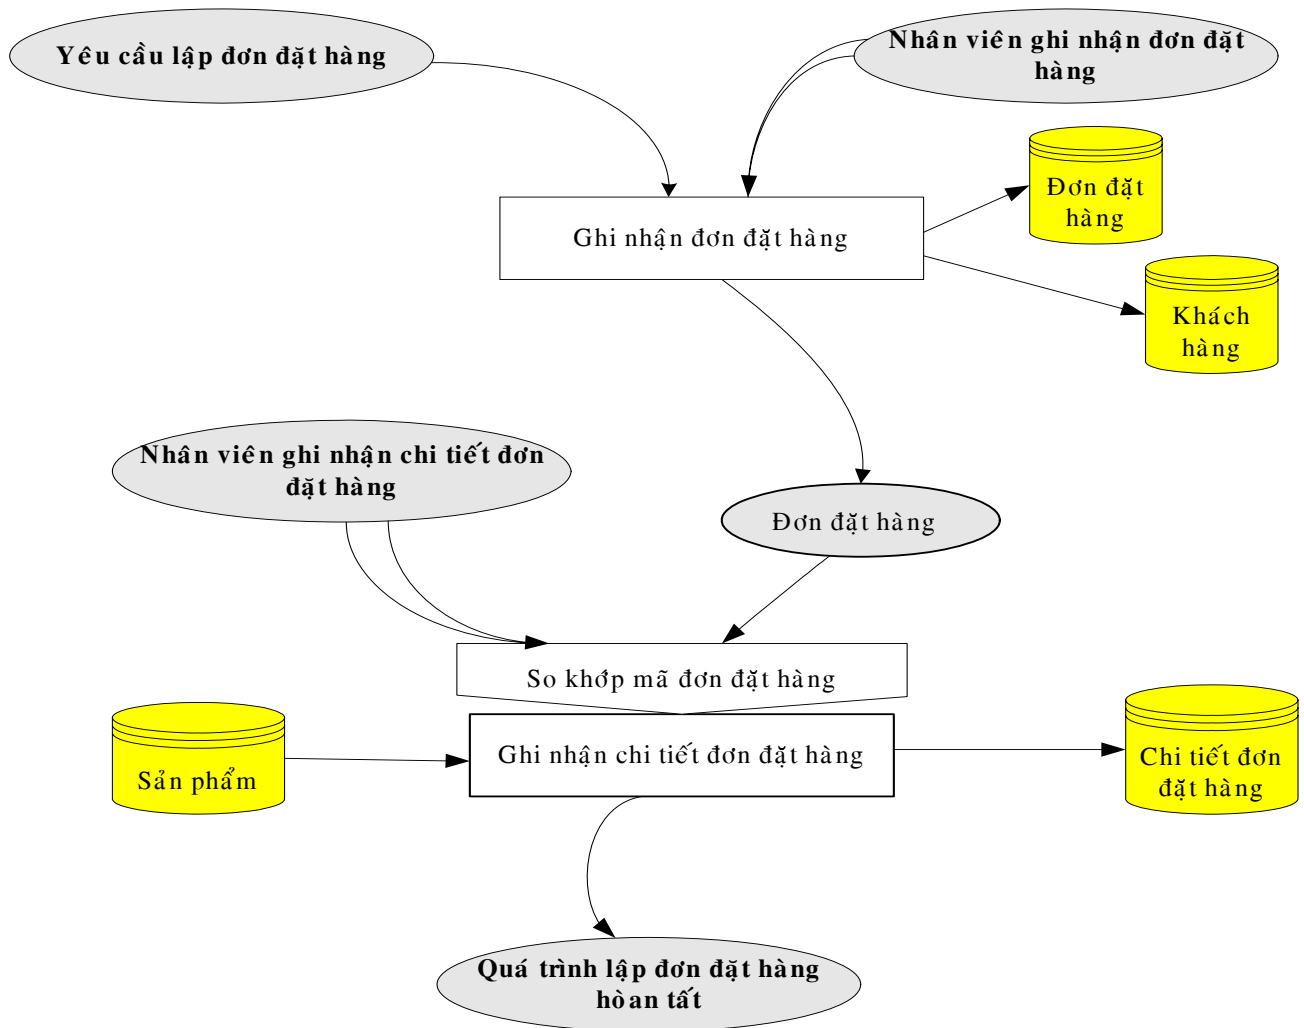 Yêu cầu lập đơn đặt hàng
Nhân viên ghi nhận đơn đặt
hàng
Đơn đặt
hàng
Ghi nhận đơn đặt hàng
Khách
hàng
Nhân viên ghi nhận chi tiết đơn
đặt hàng
Đơn đặt hàng
So khớp mã đơn đặt hàng
Ghi nhận chi tiết đơn đặt hàng
Sản phẩm
Chi tiết đơn
đặt hàng
Quá trình lập đơn đặt hàng
hòan tất